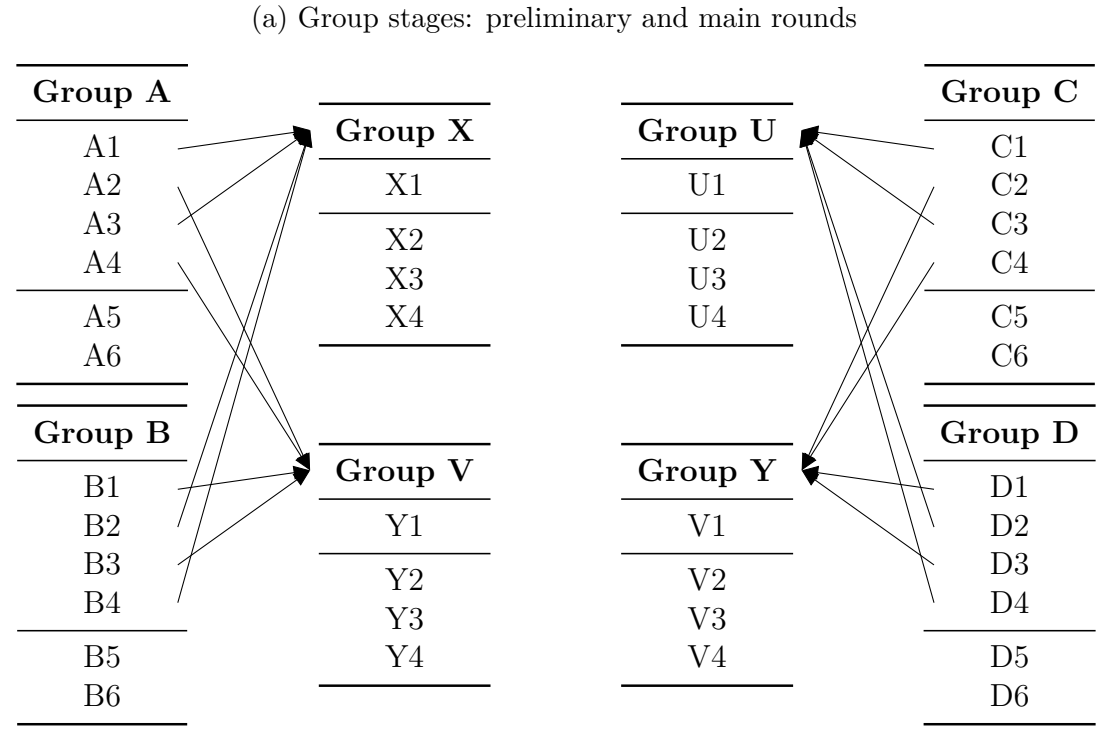 (a) Group stages: preliminary and main rounds
Group A
A1
A2
A3
A4
A5
A6
Group B
B1
B2
B3
B4
B5
B6
Group X
X1
X2
X3
X4
Group V
Y1
Y2
Y3
Y4
Group U
U1
U2
U3
U4
Group Y
V1
V2
V3
V4
Group C
C1
C2
C3
C4
C5
C6
Group D
D1
D2
D3
D4
D5
D6